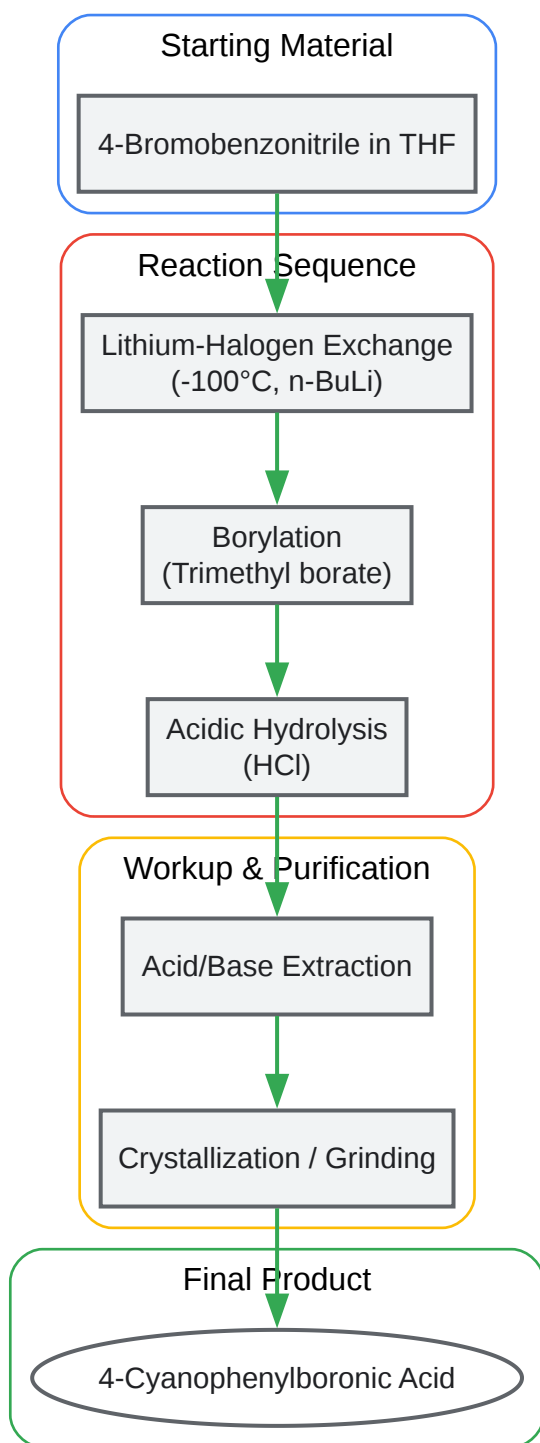 Starting Material
4-Bromobenzonitrile in THF
Reaction Sequence
Lithium-Halogen Exchange
(-100°C, n-BuLi)
Borylation
(Trimethyl borate)
Acidic Hydrolysis
(HCl)
Workup & Purification
Acid/Base Extraction
Crystallization / Grinding
Final Product
4-Cyanophenylboronic Acid